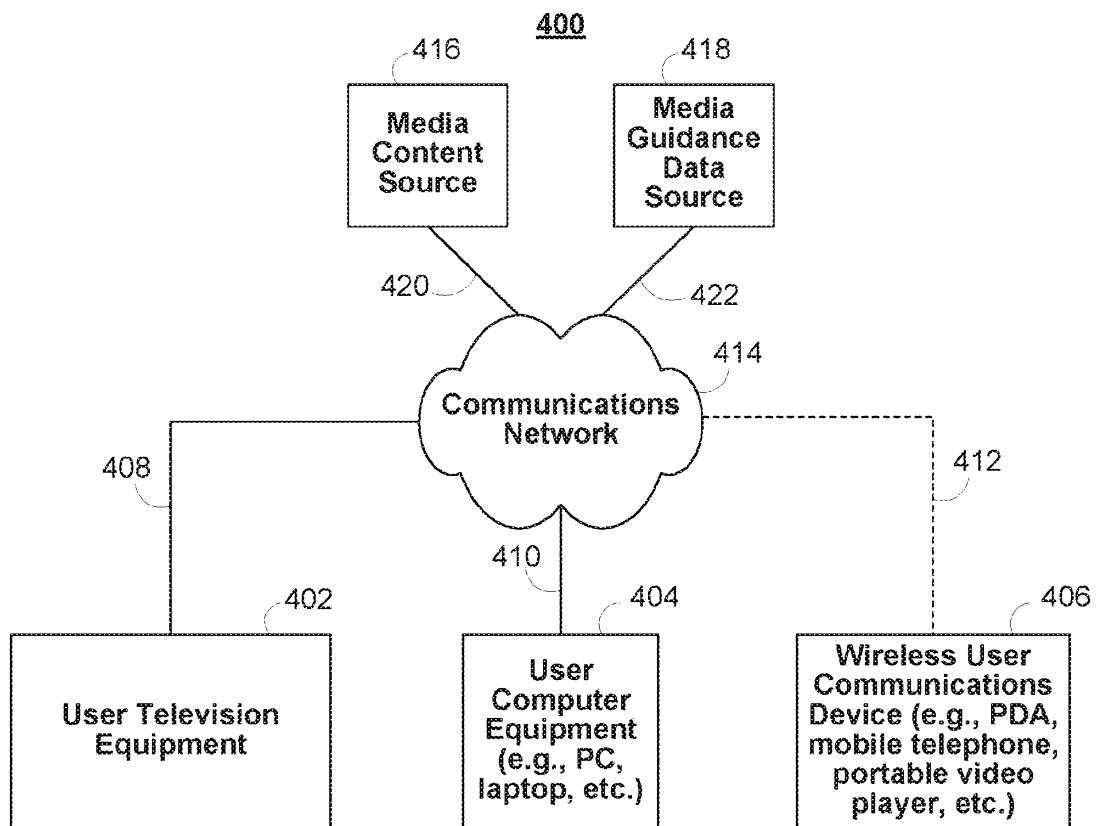 400
416
418
Media
Content
Source
Media
Guidance
Data
Source
420
422
414
Communications
Network
408
412
410
402
404
406
User Television
Equipment
User
Computer
Equipment
(e.g., PC,
laptop, etc.)
Wireless User
Communications
Device (e.g., PDA,
mobile telephone,
portable video
player, etc.)